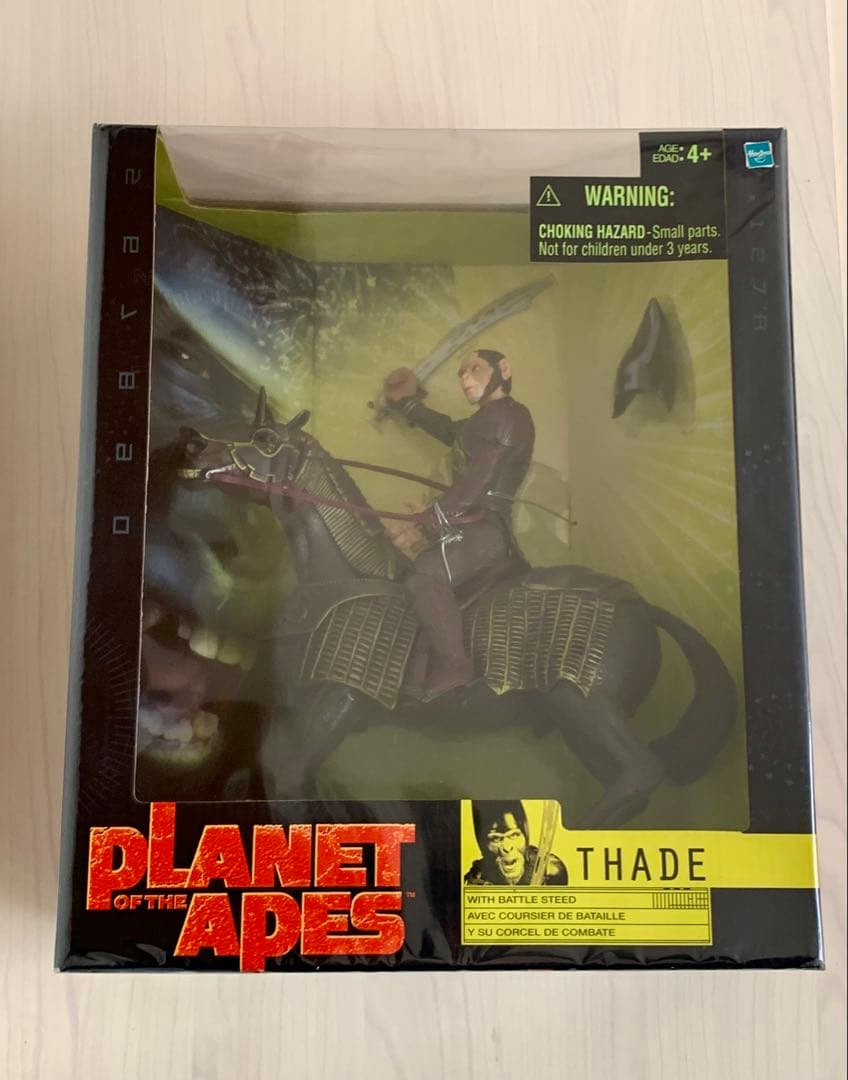 AGE: 4+
EDAD:
Hasbro
WARNING:
CHOKING HAZARD-Small parts.
Not for children under 3 years.
PLANET
OF THE
APES™
THADE
WITH BATTLE STEED
AVEC COURSIER DE BATAILLE
Y SU CORCEL DE COMBATE